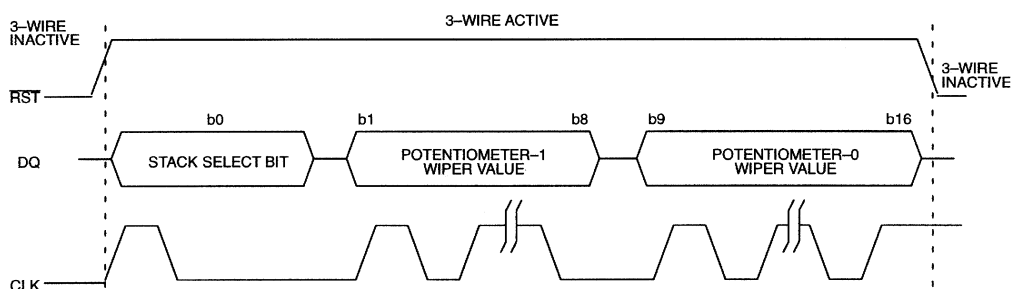 3–WIRE ACTIVE
3–WIRE
INACTIVE
3–WIRE
INACTIVE
RST
b0
b1
b8
b9
b16
DQ
STACK SELECT BIT
POTENTIOMETER–1
WIPER VALUE
POTENTIOMETER–0
WIPER VALUE
CLK